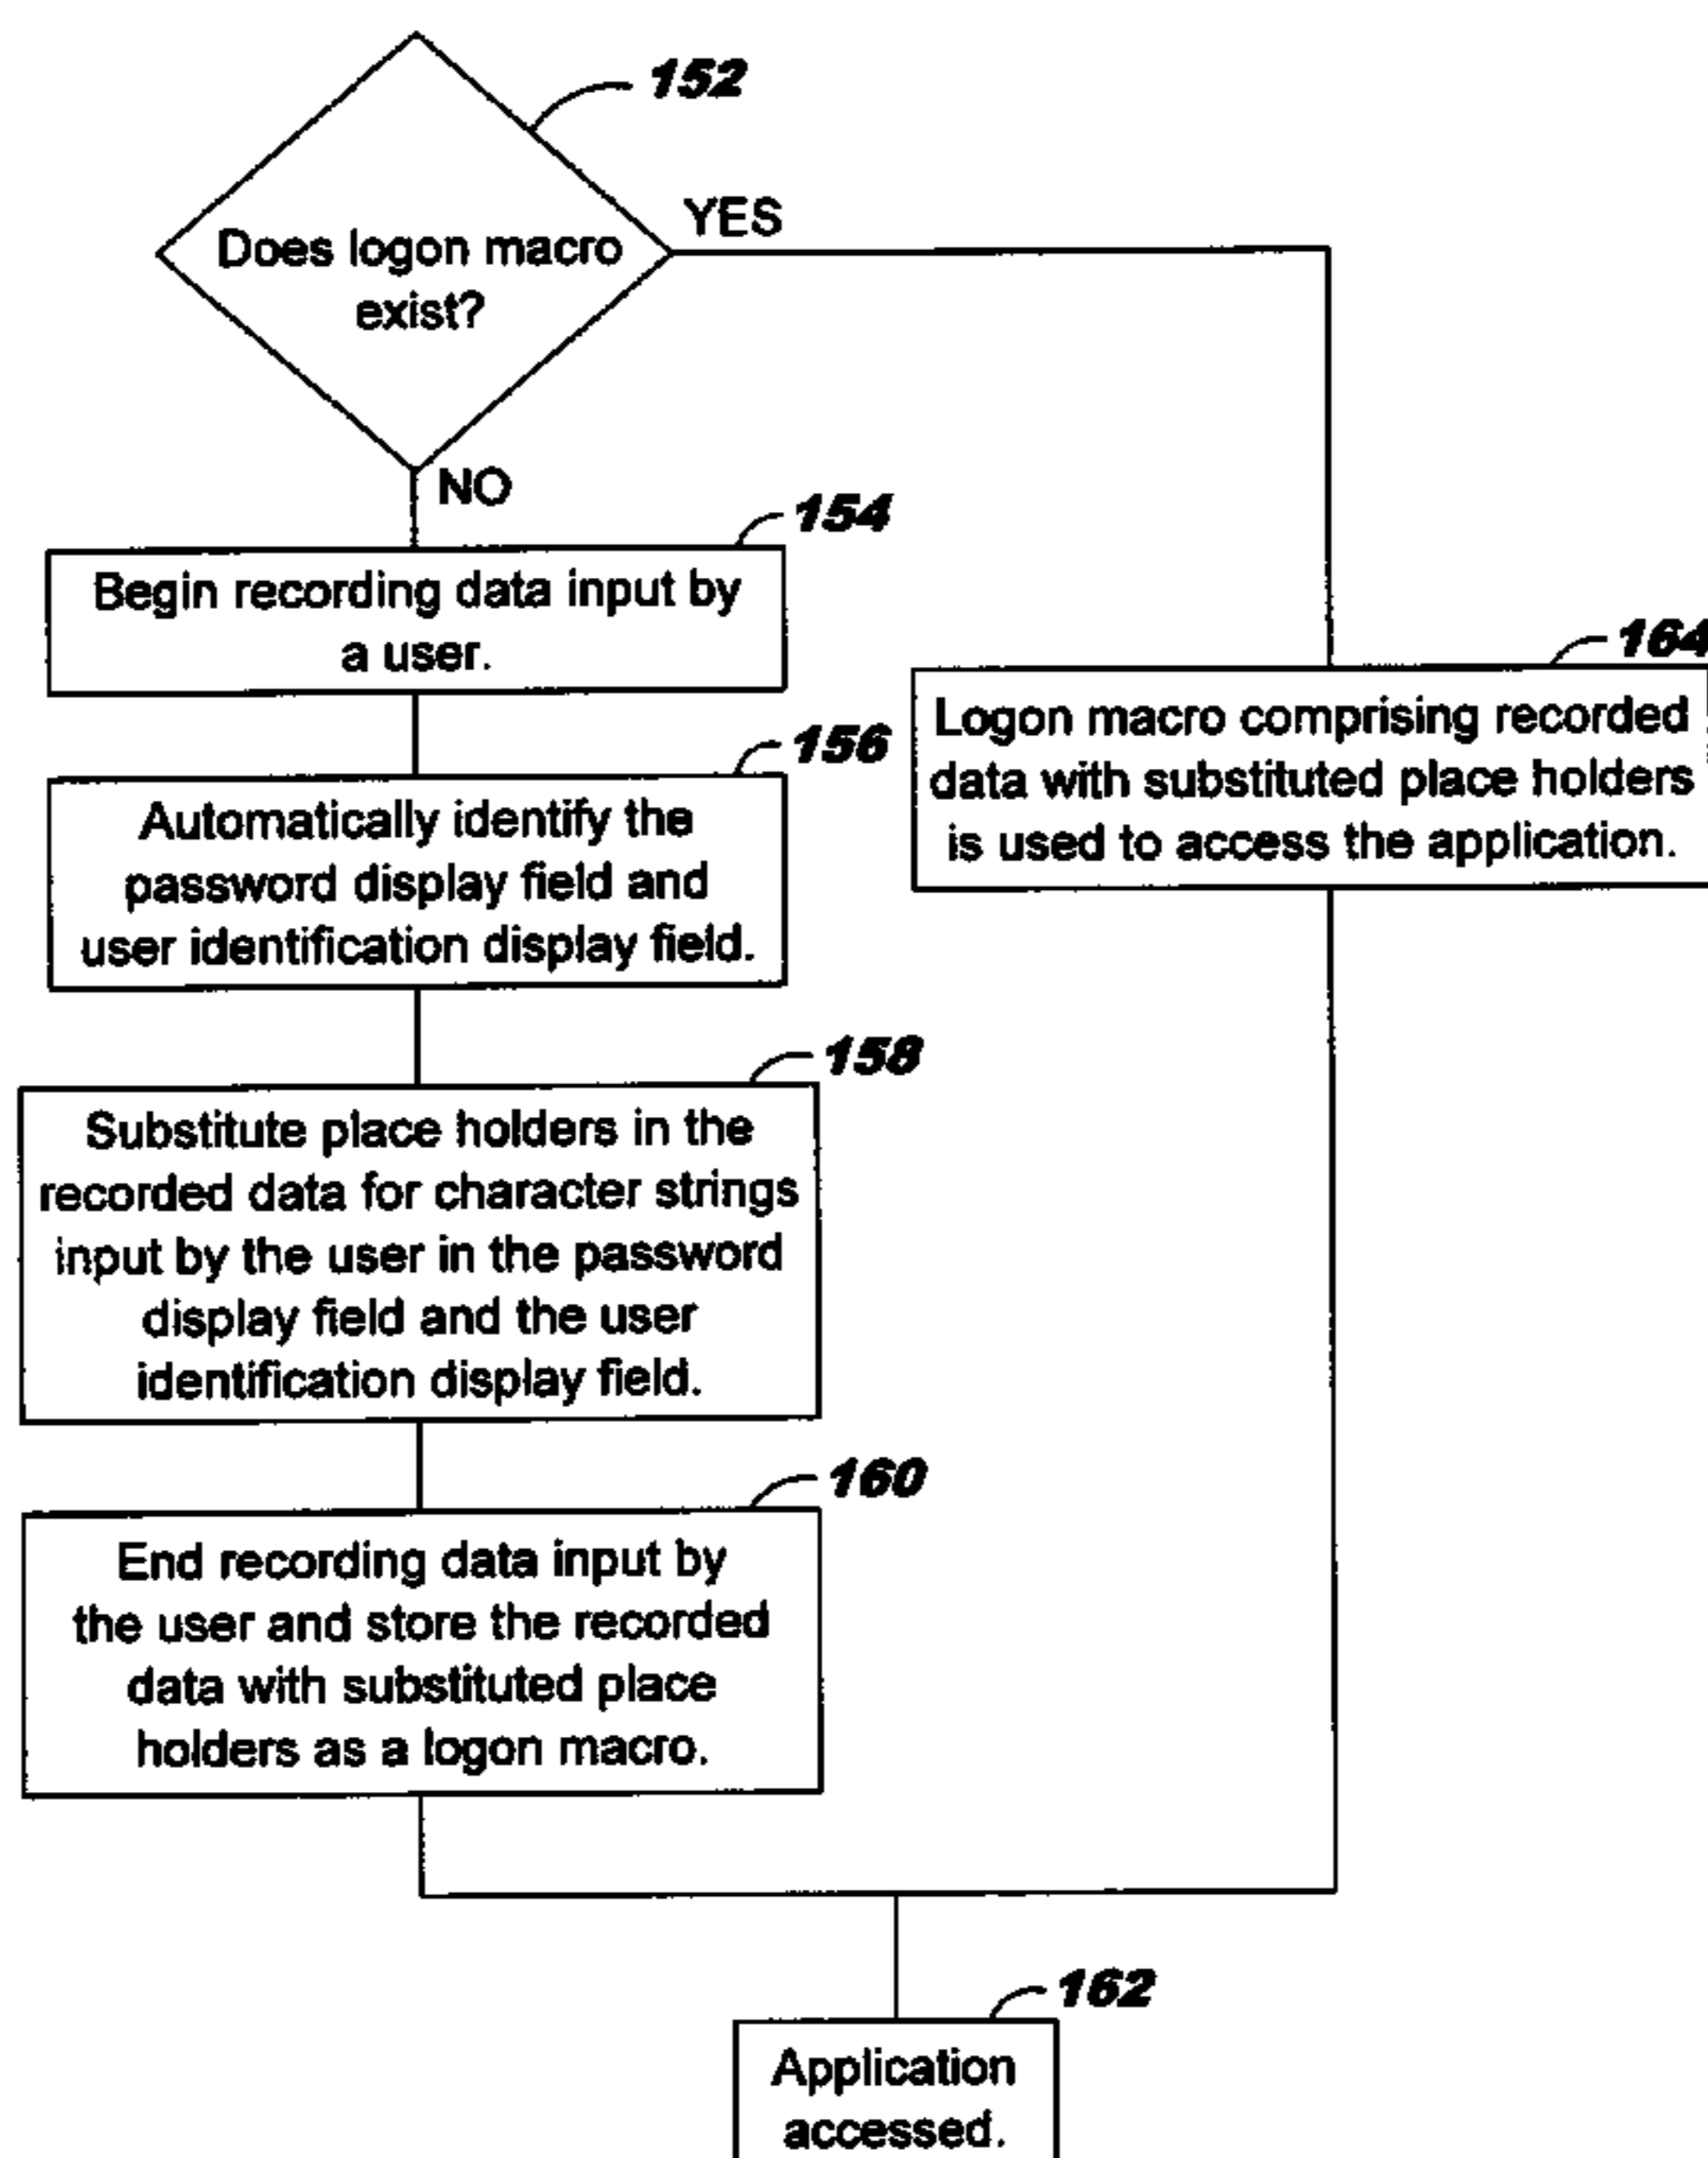 152
Does logon macro
exist?
YES
NO
154
Begin recording data input by
a user.
156
Automatically identify the
password display field and
user identification display field.
164
Logon macro comprising recorded
data with substituted place holders
is used to access the application.
158
Substitute place holders in the
recorded data for character strings
input by the user in the password
display field and the user
identification display field.
160
End recording data input by
the user and store the recorded
data with substituted place
holders as a logon macro.
162
Application
accessed.